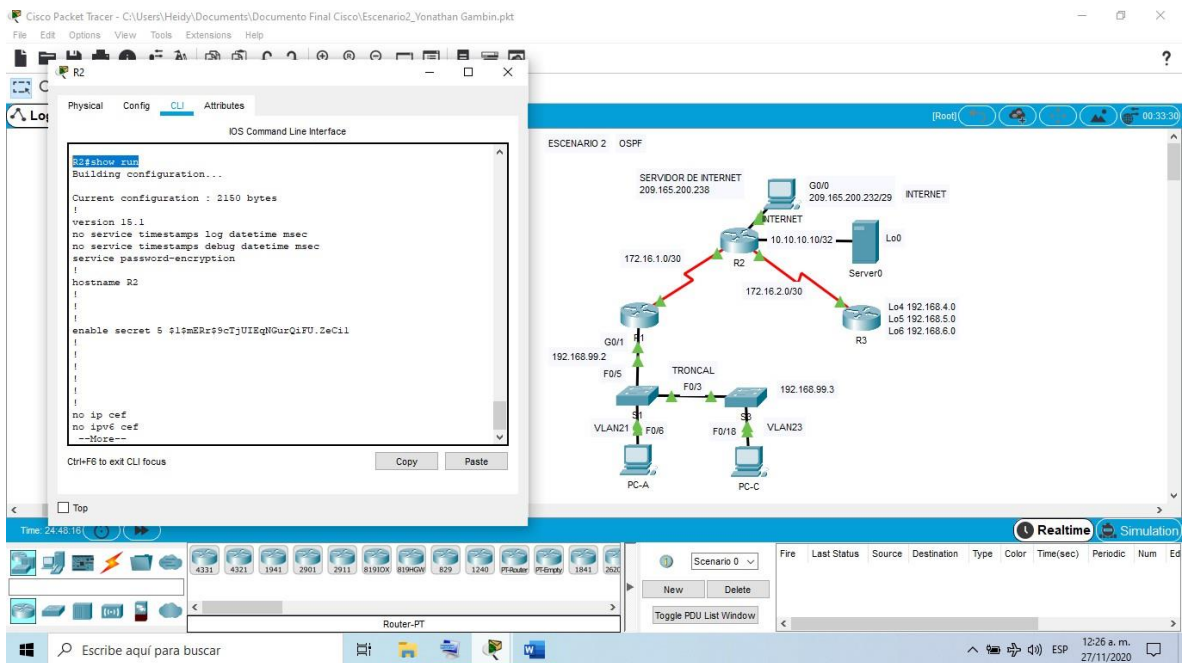 Cisco Packet Tracer - C:\Users\Heidy\Documents\Documento Final Cisco\Escenario2_Yonathan Gambin.pkt
File Edit Options View Tools Extensions Help
?
R2
Physical Config CLI Attributes
IOS Command Line Interface
R2#show run
Building configuration...
Current configuration : 2150 bytes
!
version 15.1
no service timestamps log datetime msec
no service timestamps debug datetime msec
service password-encryption
!
hostname R2
!
!
!
enable secret 5 $1$mERr$9cTjUIEqNGurQiFU.ZeCi1
!
!
!
!
!
!
no ip cef
no ipv6 cef
--More--
Ctrl+F6 to exit CLI focus
Copy Paste
Top
[Root]
00:33:30
ESCENARIO 2 OSPF
SERVIDOR DE INTERNET
209.165.200.238
G0/0
209.165.200.232/29
INTERNET
INTERNET
10.10.10.10/32
Lo0
R2
Server0
172.16.1.0/30
172.16.2.0/30
Lo4 192.168.4.0
Lo5 192.168.5.0
Lo6 192.168.6.0
R1
R3
G0/1
192.168.99.2
F0/5
TRONCAL
F0/3
192.168.99.3
S1
S3
VLAN21
F0/6
F0/18
VLAN23
PC-A
PC-C
Time: 24:48:16
Realtime
Simulation
4331 4321 1941 2901 2911 819IOX 819HGW 829 1240 PT-Router PT-Empty 1841
Router-PT
Scenario 0
New Delete
Toggle PDU List Window
Fire Last Status Source Destination Type Color Time(sec) Periodic Num Ed
Escribe aquí para buscar
ESP
12:26 a. m.
27/11/2020